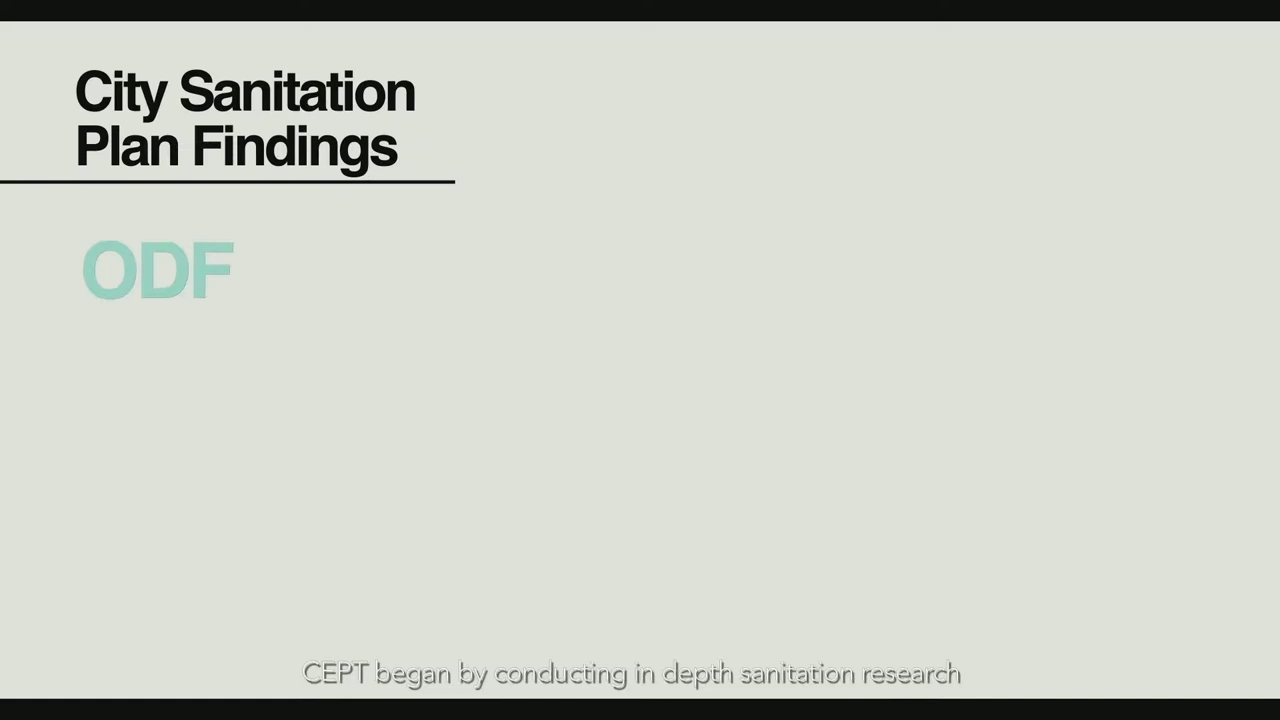 City Sanitation
Plan Findings
ODF
CEPT began by conducting in depth sanitation research